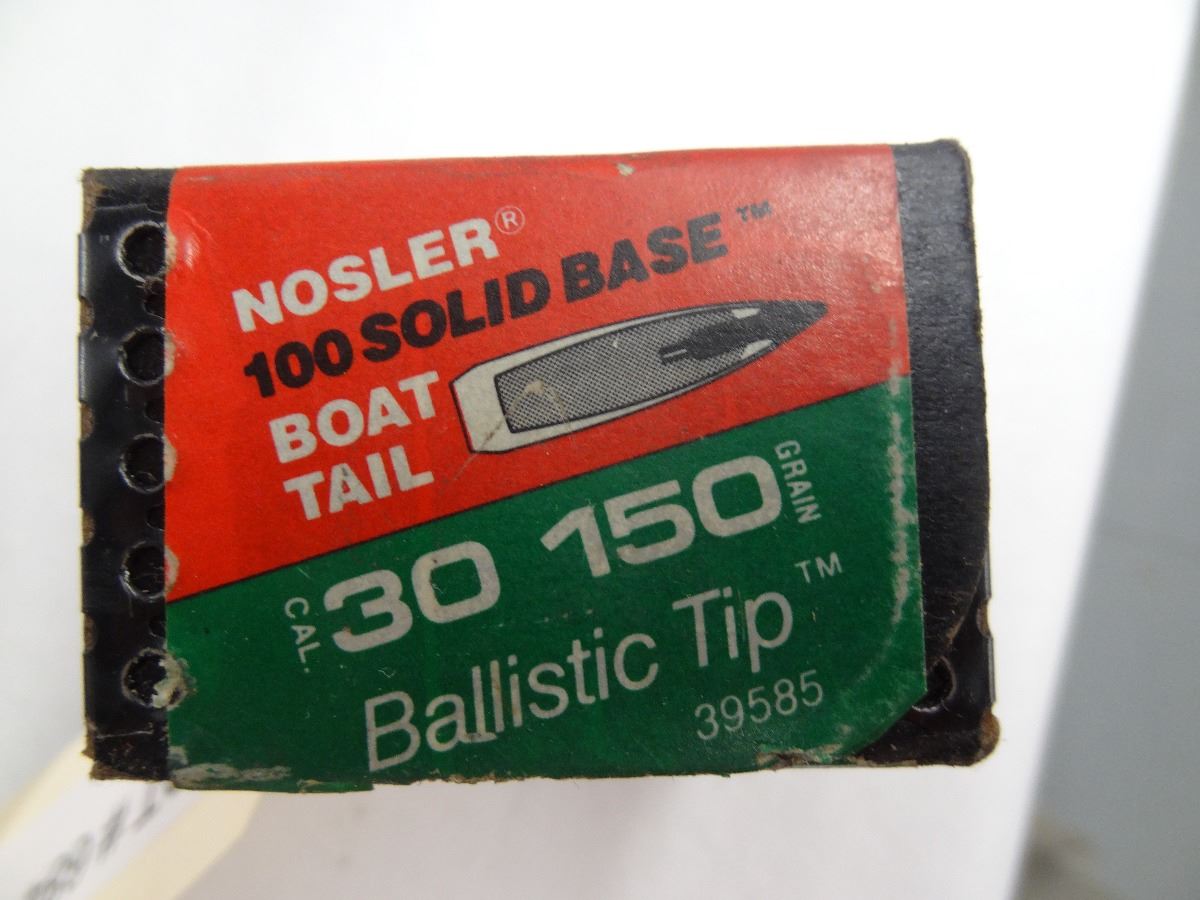 NOSLER®
100 SOLID BASE™
BOAT
TAIL
CAL. 30 150 GRAIN
Ballistic Tip™
39585